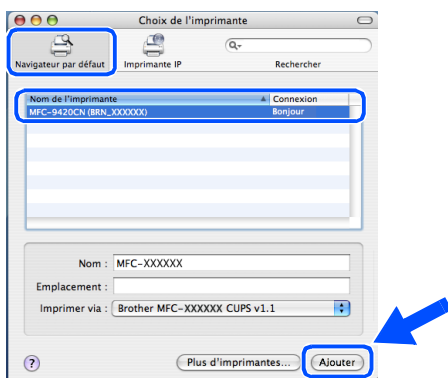 Choix de l'imprimante
Navigateur par défaut Imprimante IP Rechercher
Nom de l'imprimante Connexion
MFC-9420CN (BRN_XXXXXX) Bonjour
Nom : MFC-XXXXXX
Emplacement :
Imprimer via : Brother MFC-XXXXXX CUPS v1.1
? Plus d'imprimantes... Ajouter